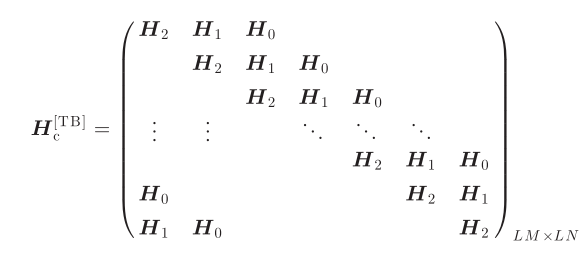 H_2 H_1 H_0
H_2 H_1 H_0
H_2 H_1 H_0
H_c^{[TB]} = ⋮ ⋮ ⋱ ⋱ ⋱
H_2 H_1 H_0
H_0 H_2 H_1
H_1 H_0 H_2
LM×LN